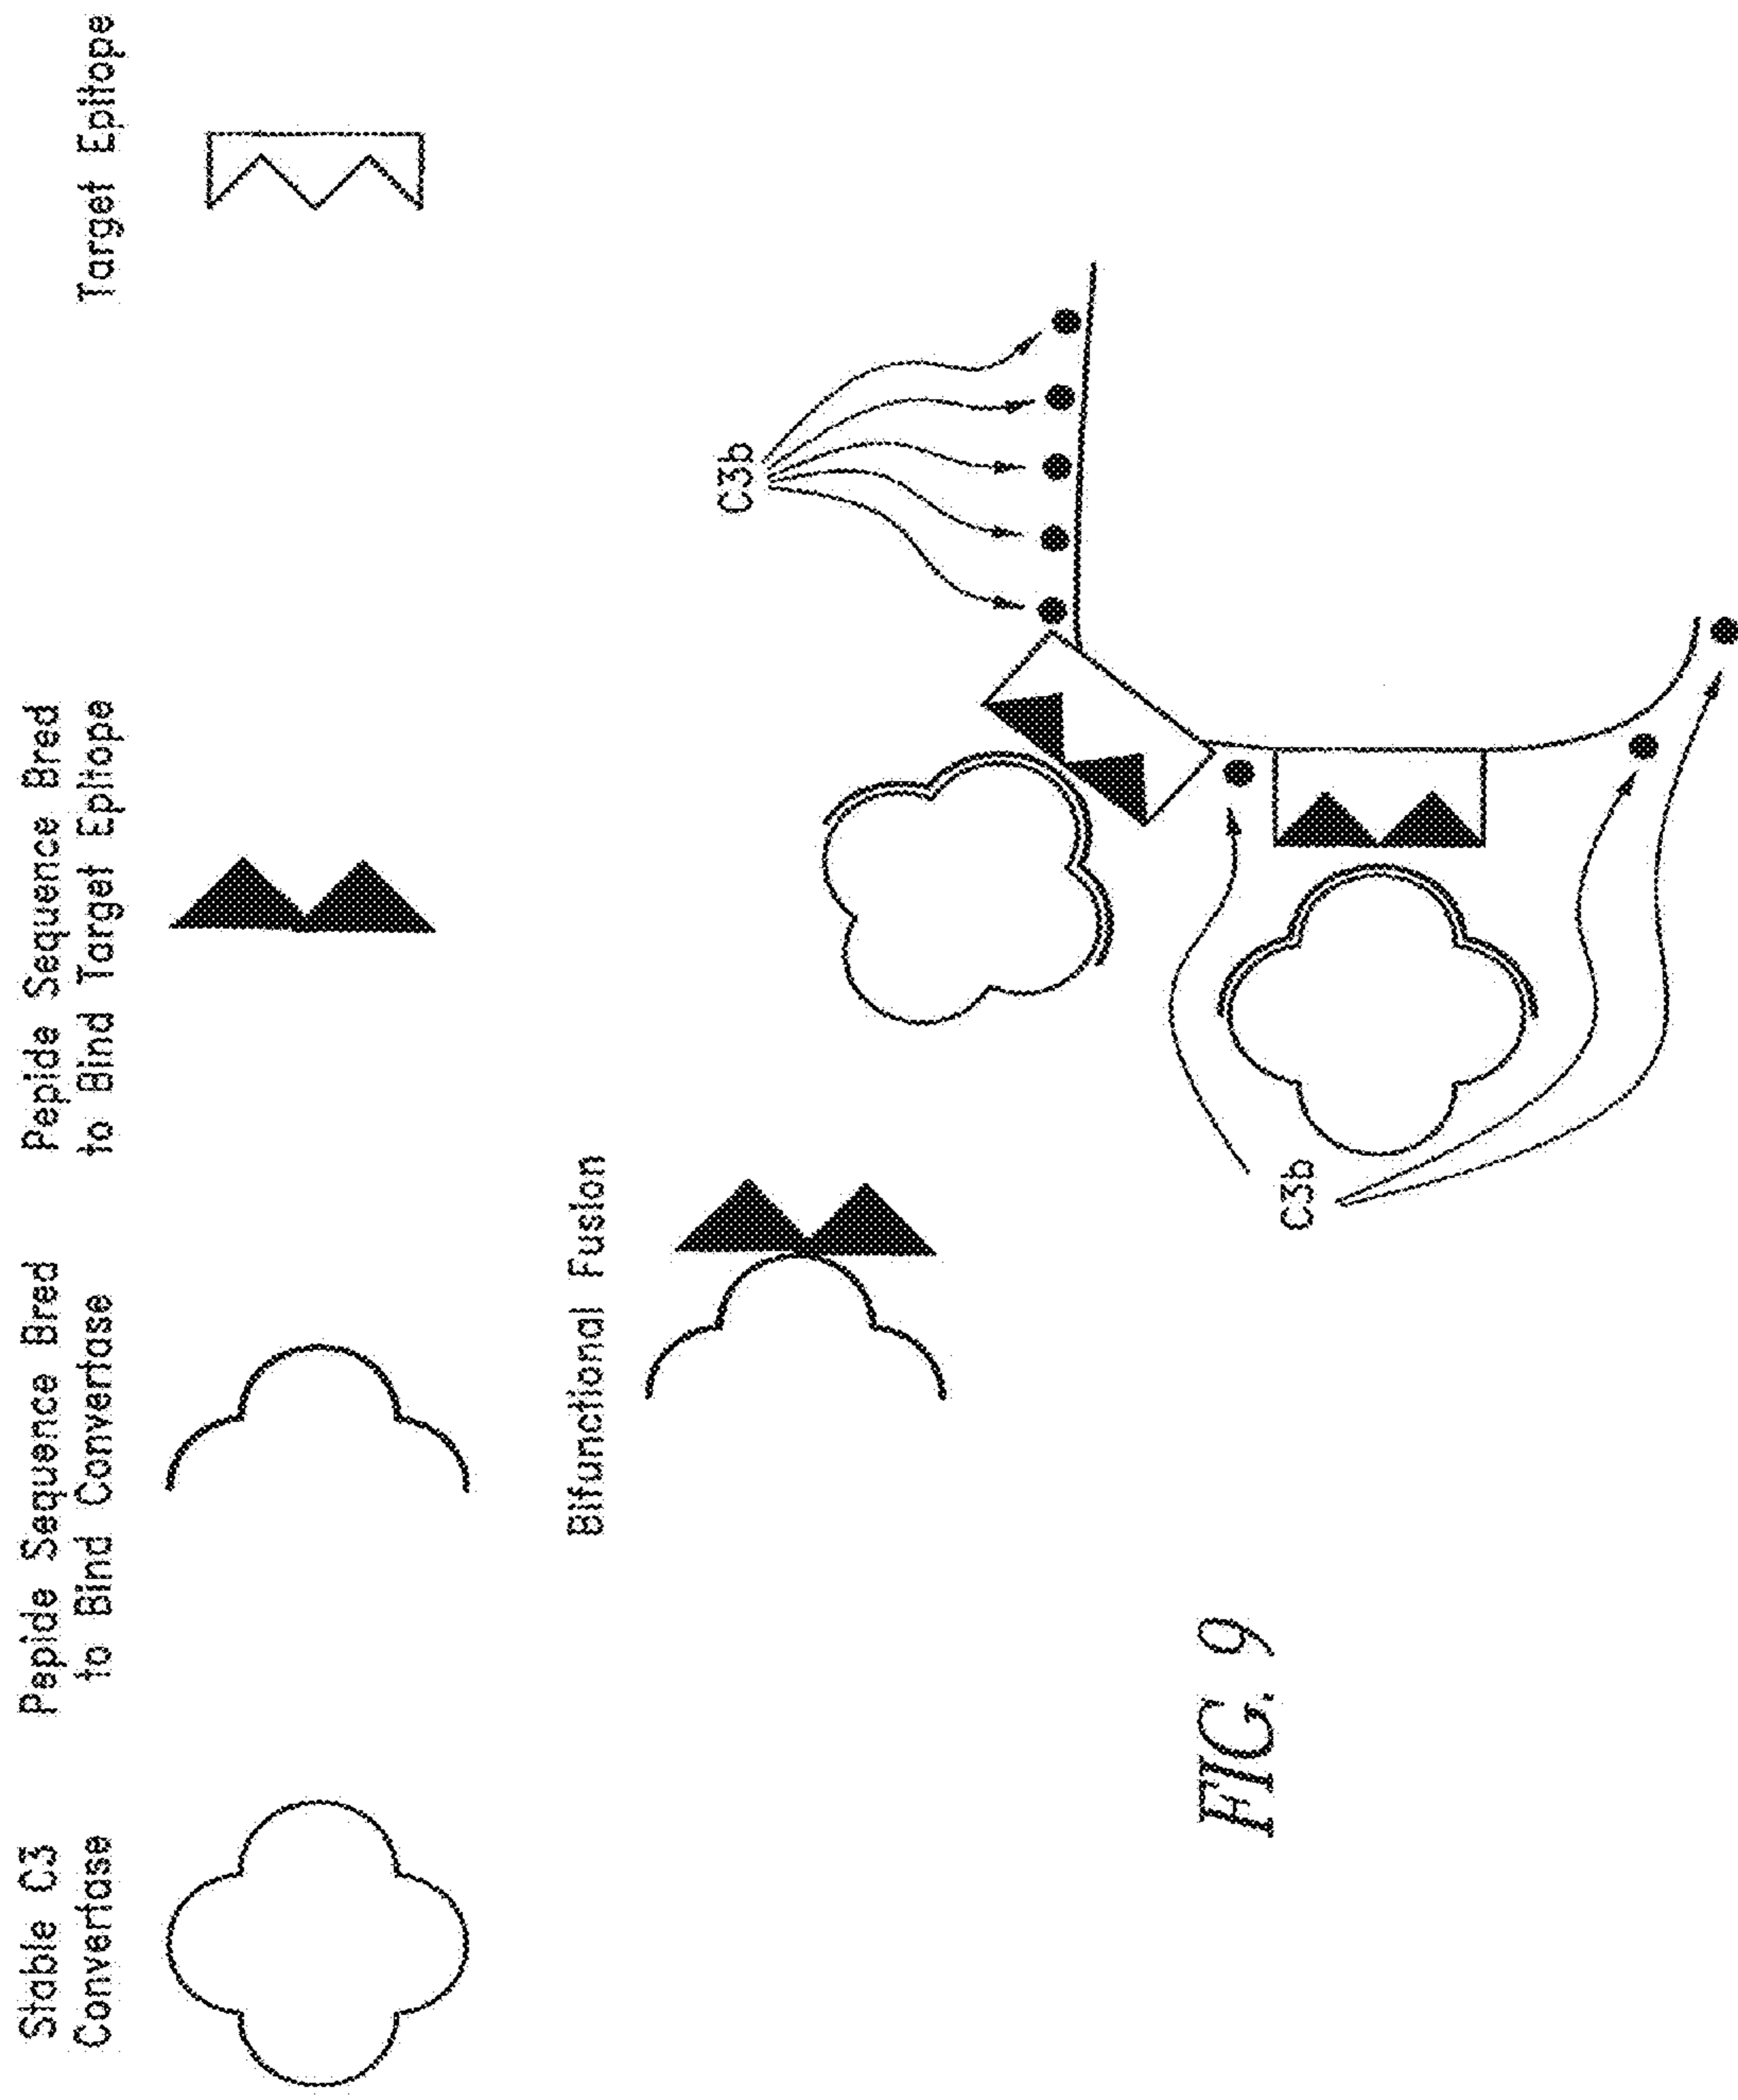 Stable C3
Convertase
Pepide Sequence Bred
to Bind Convertase
Pepide Sequence Bred
to Bind Target Epitope
Target Epitope
Bifunctional Fusion
C3b
C3b
FIG. 9